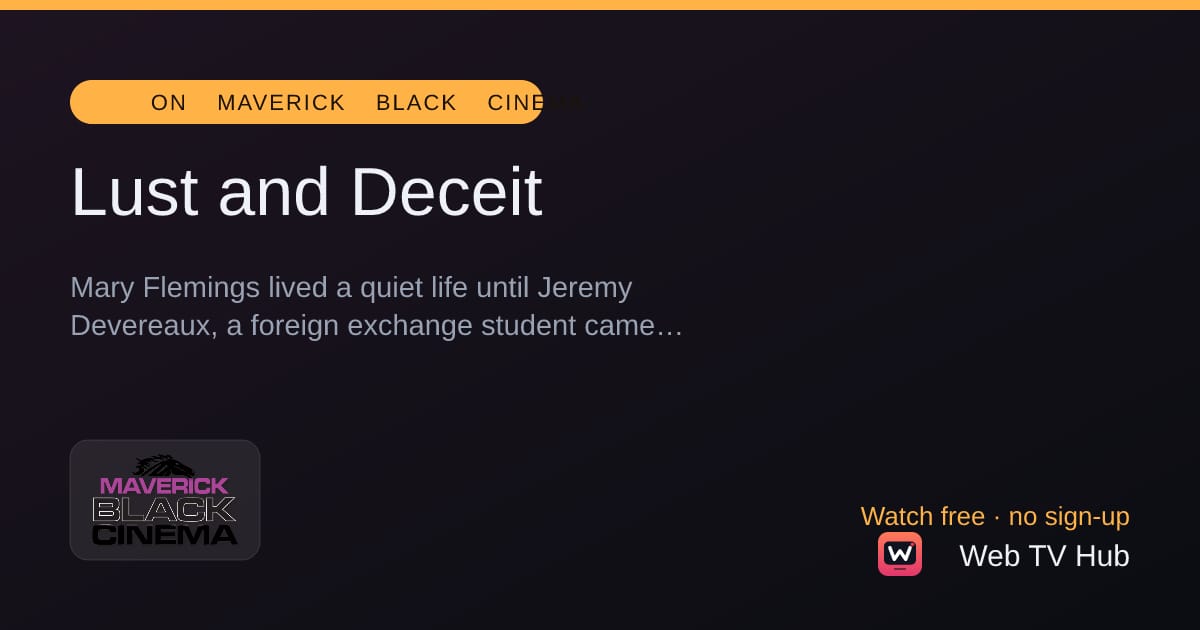 ON MAVERICK BLACK CINEMA
Lust and Deceit
Mary Flemings lived a quiet life until Jeremy
Devereaux, a foreign exchange student came…
MAVERICK
BLACK
CINEMA
Watch free · no sign-up
W
Web TV Hub